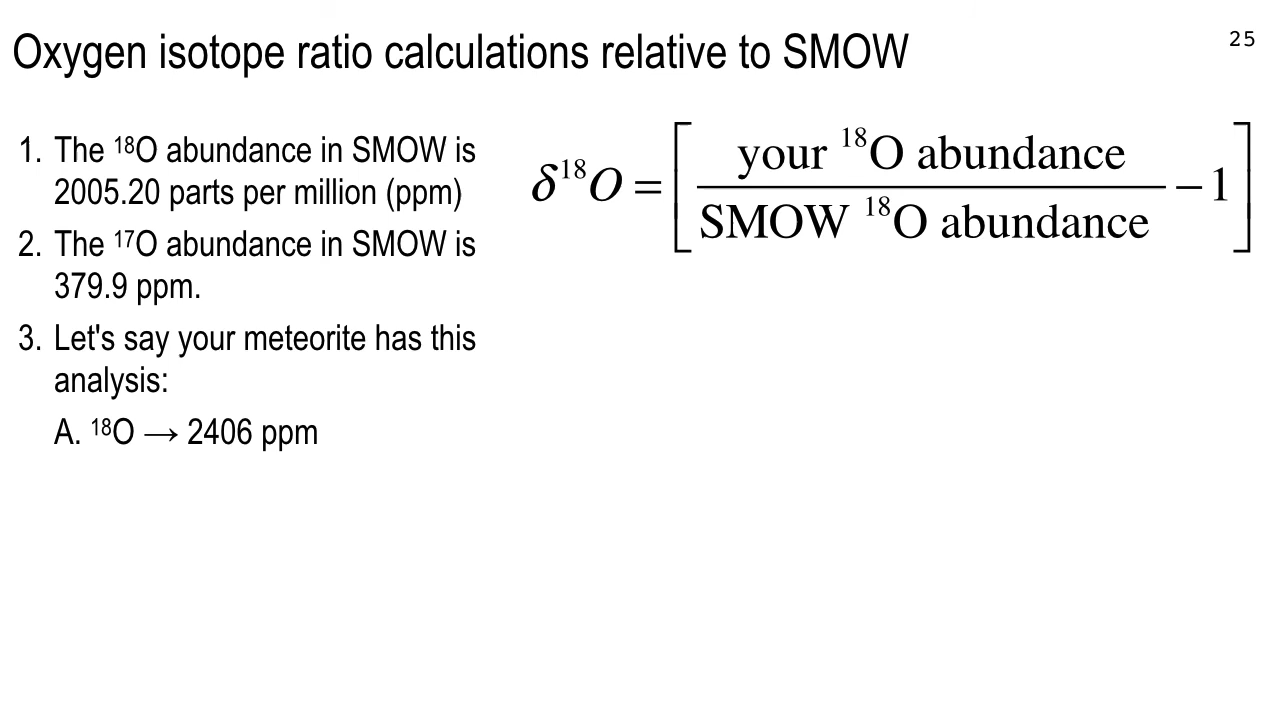 Oxygen isotope ratio calculations relative to SMOW
25
1. The ¹⁸O abundance in SMOW is
2005.20 parts per million (ppm)
2. The ¹⁷O abundance in SMOW is
379.9 ppm.
3. Let's say your meteorite has this
analysis:
A. ¹⁸O → 2406 ppm
δ¹⁸O = [ your ¹⁸O abundance / SMOW ¹⁸O abundance − 1 ]